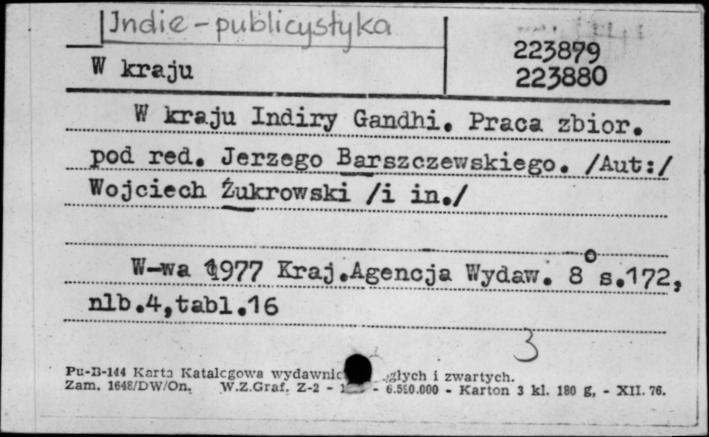 Indie - publicystyka
223879
W kraju
223880
W kraju Indiry Gandhi. Praca zbior.
pod red. Jerzego Barszczewskiego. /Aut:/
Wojciech Żukrowski /i in./
W-wa 1977 Kraj.Agencja Wydaw. 8° s.172,
nlb.4,tabl.16
3
Pu-B-144 Karta Katalogowa wydawnic głych i zwartych.
Zam. 1648/DW/On. W.Z.Graf. Z-2 - - 6.500.000 - Karton 3 kl. 180 g, - XII. 76.